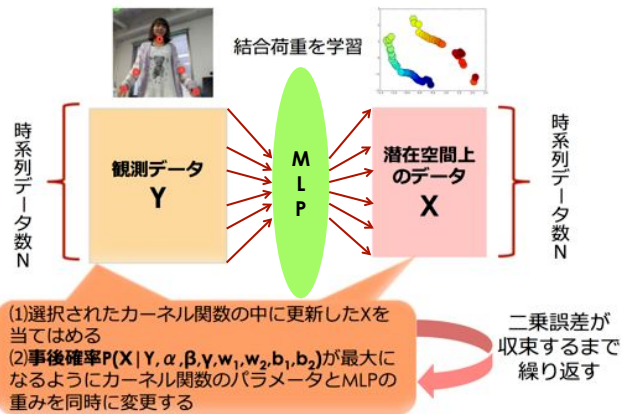 結合荷重を学習
時系列データ数N
観測データ
Y
MLP
潜在空間上
のデータ
X
時系列データ数N
(1)選択されたカーネル関数の中に更新したXを
当てはめる
(2)事後確率P(X|Y,α,β,γ,w₁,w₂,b₁,b₂)が最大に
なるようにカーネル関数のパラメータとMLPの
重みを同時に変更する
二乗誤差が
収束するまで
繰り返す